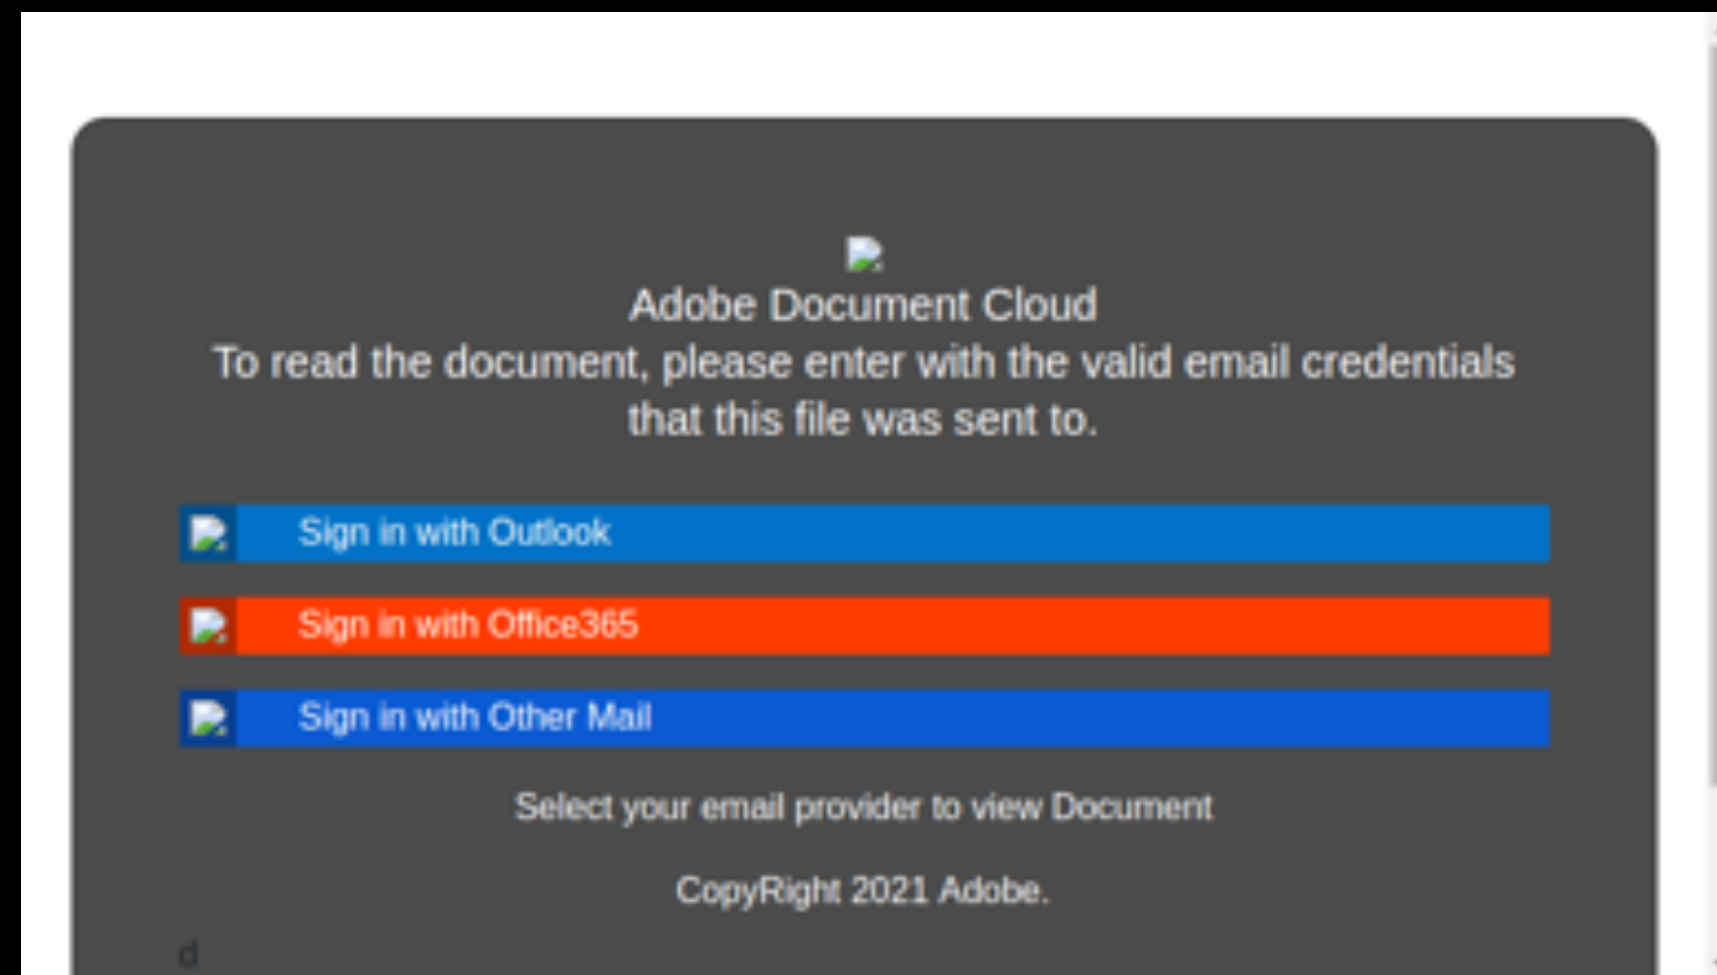 Adobe Document Cloud
To read the document, please enter with the valid email credentials
that this file was sent to.
Sign in with Outlook
Sign in with Office365
Sign in with Other Mail
Select your email provider to view Document
CopyRight 2021 Adobe.
d